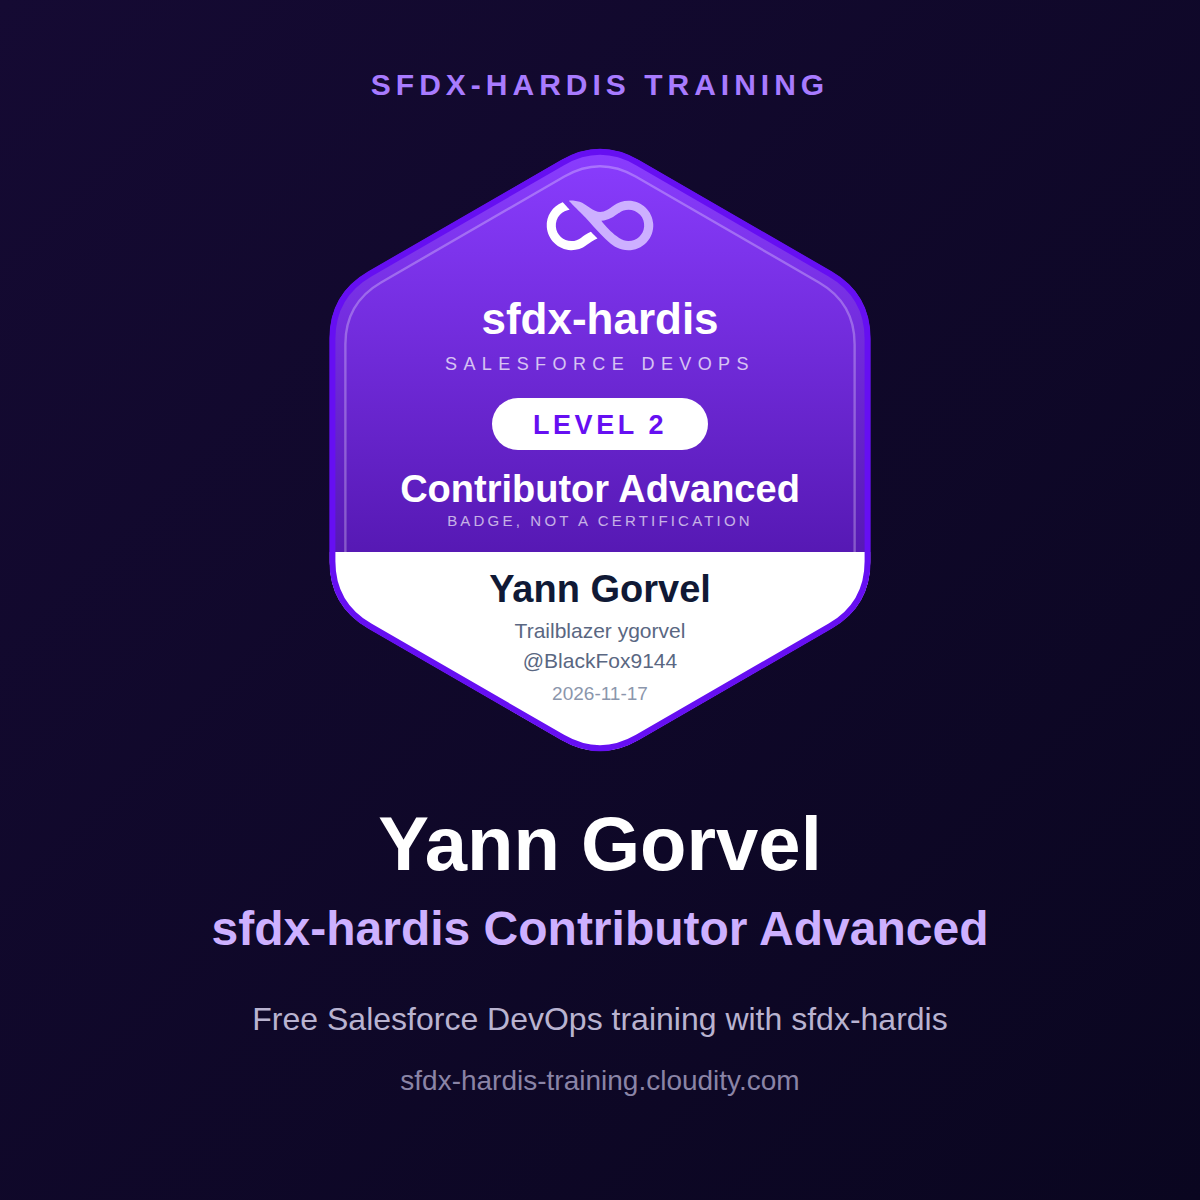 SFDX-HARDIS TRAINING
sfdx-hardis
SALESFORCE DEVOPS
LEVEL 2
Contributor Advanced
BADGE, NOT A CERTIFICATION
Yann Gorvel
Trailblazer ygorvel
@BlackFox9144
2026-11-17
Yann Gorvel
sfdx-hardis Contributor Advanced
Free Salesforce DevOps training with sfdx-hardis
sfdx-hardis-training.cloudity.com